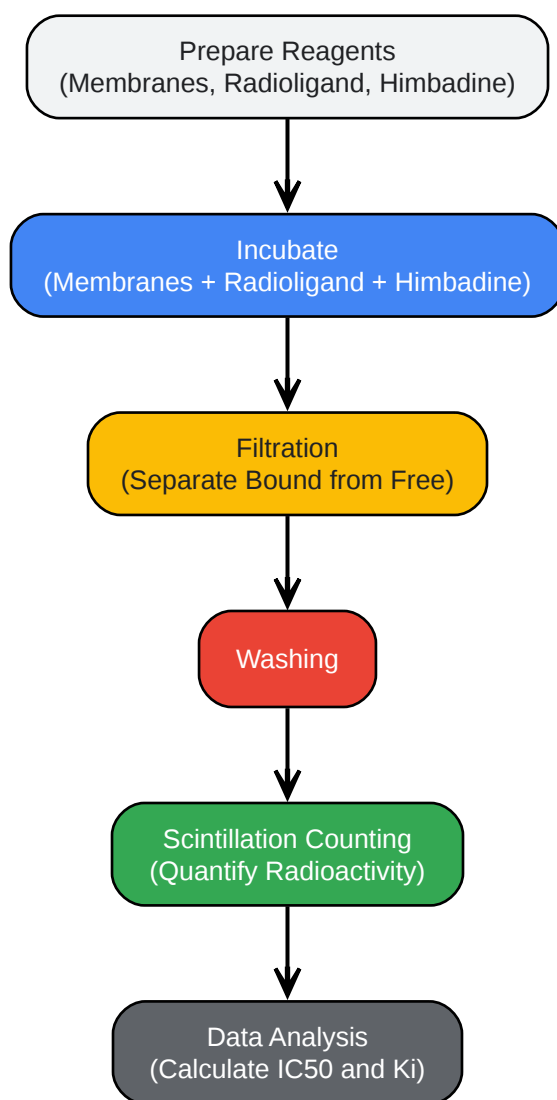 Prepare Reagents
(Membranes, Radioligand, Himbadine)
Incubate
(Membranes + Radioligand + Himbadine)
Filtration
(Separate Bound from Free)
Washing
Scintillation Counting
(Quantify Radioactivity)
Data Analysis
(Calculate IC50 and Ki)